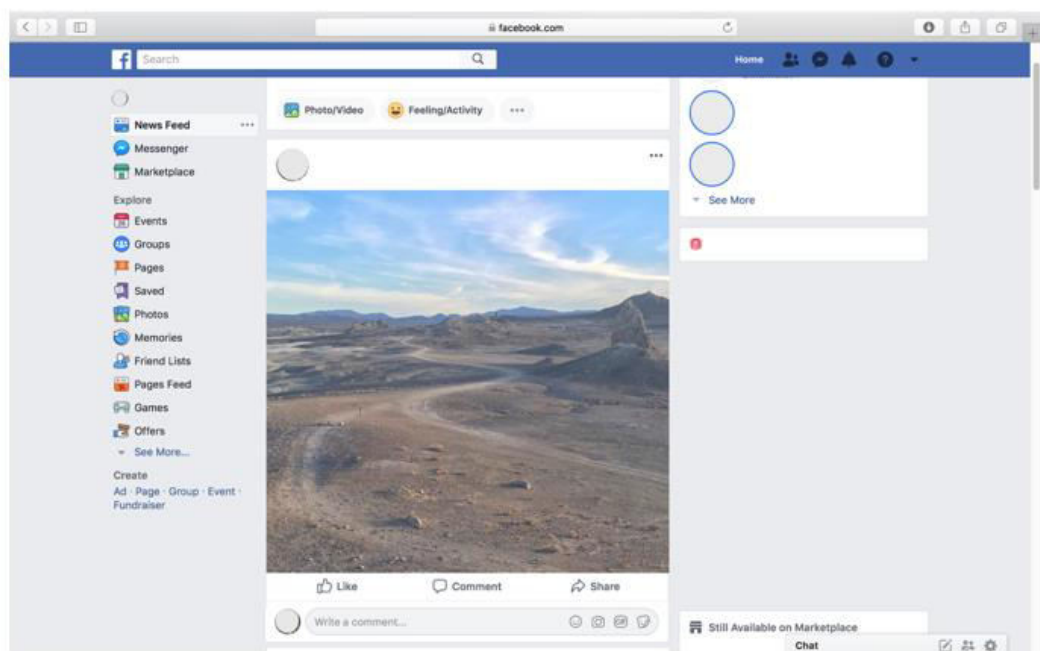 facebook.com
f
Search
Home
News Feed
Messenger
Marketplace
Explore
Events
Groups
Pages
Saved
Photos
Memories
Friend Lists
Pages Feed
Games
Offers
See More...
Create
Ad · Page · Group · Event ·
Fundraiser
Photo/Video
Feeling/Activity
Like
Comment
Share
Write a comment...
GIF
See More
Still Available on Marketplace
Chat